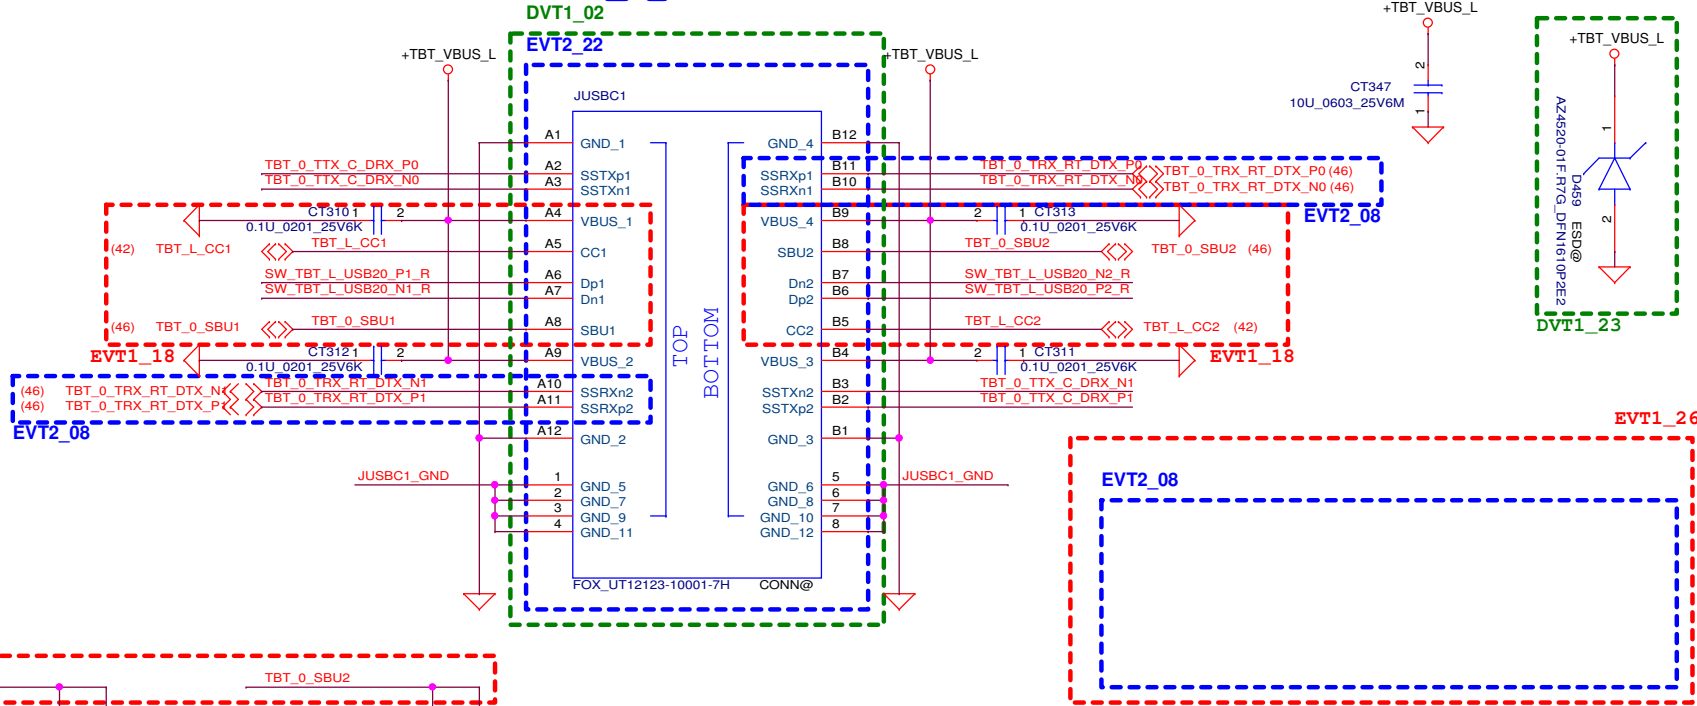 DVT1_02
EVT2_22
+TBT_VBUS_L
+TBT_VBUS_L
+TBT_VBUS_L
+TBT_VBUS_L
JUSBC1
CT347
10U_0603_25V6M
2
1
1
2
AZ4520-01F.R7G_DFN1610P2E2
D459 ESD@
DVT1_23
A1 GND_1
TBT_0_TTX_C_DRX_P0 A2 SSTXp1
TBT_0_TTX_C_DRX_N0 A3 SSTXn1
CT310 1 2 A4 VBUS_1
0.1U_0201_25V6K
(42) TBT_L_CC1 TBT_L_CC1 A5 CC1
SW_TBT_L_USB20_P1_R A6 Dp1
SW_TBT_L_USB20_N1_R A7 Dn1
(46) TBT_0_SBU1 TBT_0_SBU1 A8 SBU1
EVT1_18
CT312 1 2 A9 VBUS_2
0.1U_0201_25V6K
(46) TBT_0_TRX_RT_DTX_N1 TBT_0_TRX_RT_DTX_N1 A10 SSRXn2
(46) TBT_0_TRX_RT_DTX_P1 TBT_0_TRX_RT_DTX_P1 A11 SSRXp2
EVT2_08
A12 GND_2
JUSBC1_GND 1 GND_5
2 GND_7
3 GND_9
4 GND_11
TOP
BOTTOM
GND_4 B12
SSRXp1 B11 TBT_0_TRX_RT_DTX_P0 TBT_0_TRX_RT_DTX_P0 (46)
SSRXn1 B10 TBT_0_TRX_RT_DTX_N0 TBT_0_TRX_RT_DTX_N0 (46)
EVT2_08
VBUS_4 B9 2 1 CT313
0.1U_0201_25V6K
SBU2 B8 TBT_0_SBU2 TBT_0_SBU2 (46)
Dn2 B7 SW_TBT_L_USB20_N2_R
Dp2 B6 SW_TBT_L_USB20_P2_R
CC2 B5 TBT_L_CC2 TBT_L_CC2 (42)
EVT1_18
VBUS_3 B4 2 1 CT311
0.1U_0201_25V6K
SSTXn2 B3 TBT_0_TTX_C_DRX_N1
SSTXp2 B2 TBT_0_TTX_C_DRX_P1
GND_3 B1
GND_6 5 JUSBC1_GND
GND_8 6
GND_10 7
GND_12 8
FOX_UT12123-10001-7H CONN@
EVT1_26
EVT2_08
TBT_0_SBU2